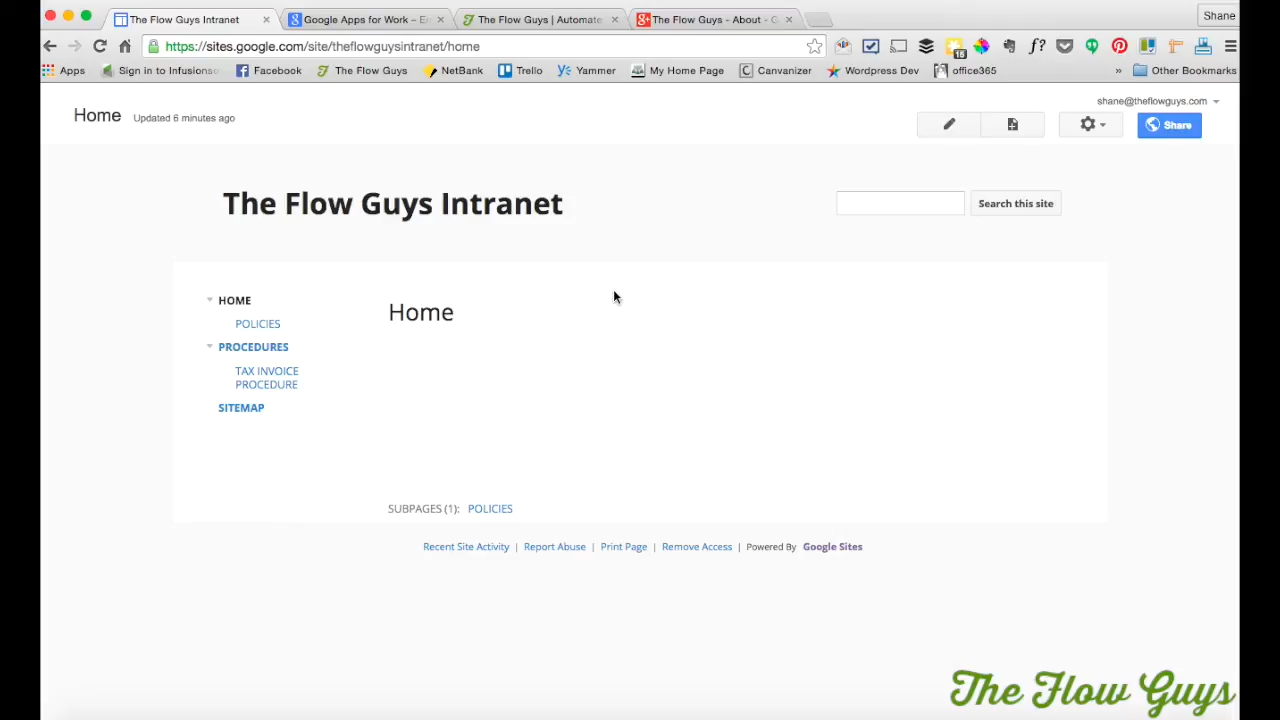 The Flow Guys Intranet
Google Apps for Work – E
The Flow Guys | Automate
The Flow Guys - About - G
Shane
https://sites.google.com/site/theflowguysintranet/home
16
f?
Apps
Sign in to Infusions
Facebook
The Flow Guys
NetBank
Trello
Yammer
My Home Page
Canvanizer
Wordpress Dev
office365
»
Other Bookmarks
Home
Updated 6 minutes ago
shane@theflowguys.com
Share
The Flow Guys Intranet
Search this site
HOME
POLICIES
PROCEDURES
TAX INVOICE
PROCEDURE
SITEMAP
Home
SUBPAGES (1): POLICIES
Recent Site Activity | Report Abuse | Print Page | Remove Access | Powered By Google Sites
The Flow Guys